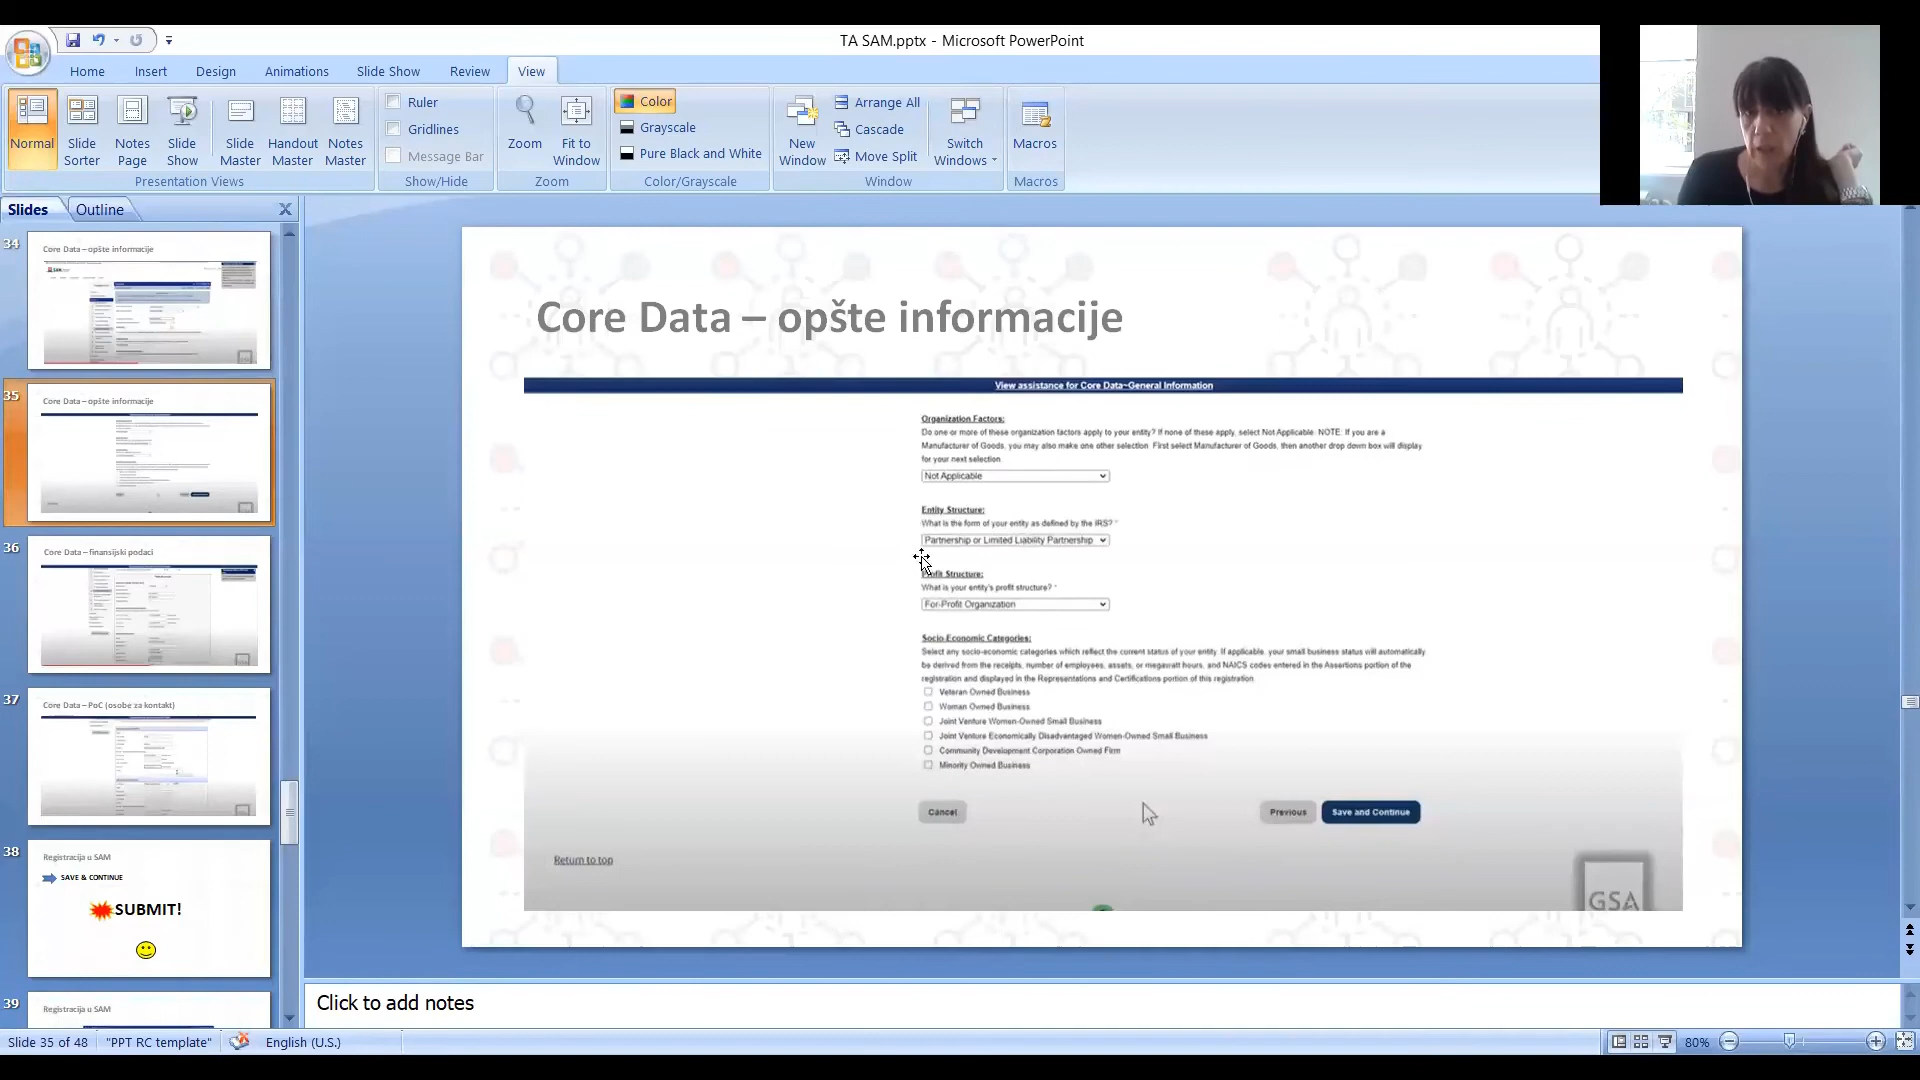 TA SAM.pptx - Microsoft PowerPoint
Home Insert Design Animations Slide Show Review View
Normal
Slide Sorter
Notes Page
Slide Show
Slide Master
Handout Master
Notes Master
Presentation Views
Ruler
Gridlines
Message Bar
Show/Hide
Zoom
Fit to Window
Zoom
Color
Grayscale
Pure Black and White
Color/Grayscale
New Window
Arrange All
Cascade
Move Split
Switch Windows
Window
Macros
Macros
Slides Outline
34
Core Data – opšte informacije
35
Core Data – opšte informacije
36
Core Data – finansijski podaci
37
Core Data – PoC (osobe za kontakt)
38
Registracija u SAM
SAVE & CONTINUE
SUBMIT!
39
Registracija u SAM
Core Data – opšte informacije
View assistance for Core Data~General Information
Organization Factors:
Do one or more of these organization factors apply to your entity? If none of these apply, select Not Applicable. NOTE: If you are a
Manufacturer of Goods, you may also make one other selection. First select Manufacturer of Goods, then another drop down box will display
for your next selection
Not Applicable
Entity Structure:
What is the form of your entity as defined by the IRS? *
Partnership or Limited Liability Partnership
Profit Structure:
What is your entity's profit structure? *
For-Profit Organization
Socio-Economic Categories:
Select any socio-economic categories which reflect the current status of your entity. If applicable, your small business status will automatically
be derived from the receipts, number of employees, assets, or megawatt hours, and NAICS codes entered in the Assertions portion of the
registration and displayed in the Representations and Certifications portion of this registration.
Veteran Owned Business
Woman Owned Business
Joint Venture Women-Owned Small Business
Joint Venture Economically Disadvantaged Women-Owned Small Business
Community Development Corporation Owned Firm
Minority Owned Business
Cancel Previous Save and Continue
Return to top
GSA
Click to add notes
Slide 35 of 48 "PPT RC template" English (U.S.) 80%